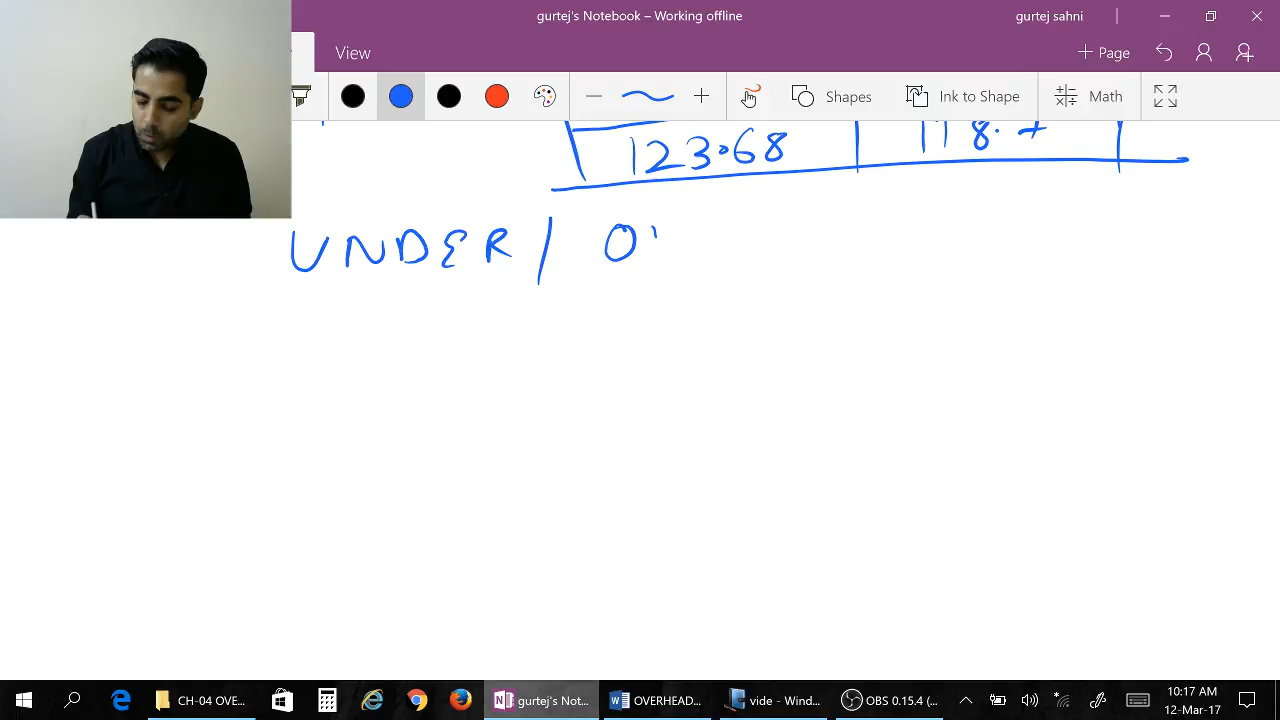 gurtej's Notebook – Working offline
gurtej sahni
View
Page
Shapes
Ink to Shape
Math
123.68
UNDER / O
CH-04 OVE...
gurtej's Not...
OVERHEAD...
vide - Wind...
OBS 0.15.4 (...
10:17 AM
12-Mar-17